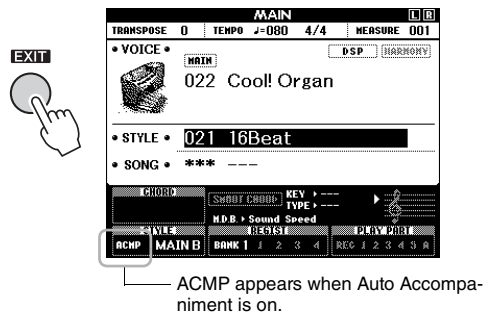 MAIN L R
TRANSPOSE 0 TEMPO ♩=080 4/4 MEASURE 001
EXIT
• VOICE • MAIN DSP HARMONY
022 Cool! Organ
• STYLE • 021 16Beat
• SONG • *** ---
CHORD SMOOT CHOOD KEY ▸ ---
TYPE ▸ ---
M.D.B. ▸ Sound Speed
STYLE REGIST PLAY PART
ACMP MAIN B BANK 1 1 2 3 4 REC 1 2 3 4 5 A
ACMP appears when Auto Accompa-
niment is on.